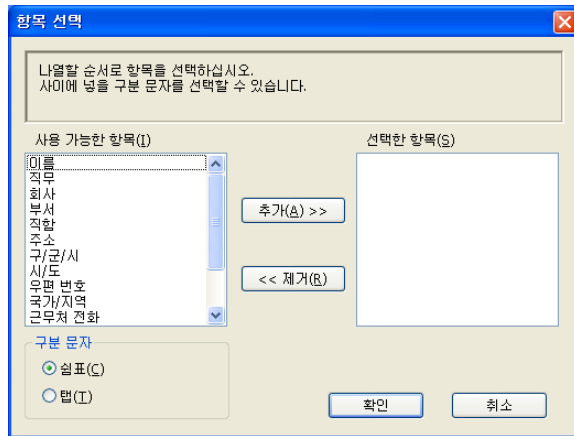 항목 선택
나열할 순서로 항목을 선택하십시오.
사이에 넣을 구분 문자를 선택할 수 있습니다.
사용 가능한 항목(I)
선택한 항목(S)
이름
직무
회사
부서
직함
주소
구/군/시
시/도
우편 번호
국가/지역
근무처 전화
추가(A) >>
<< 제거(R)
구분 문자
쉼표(C)
탭(T)
확인
취소